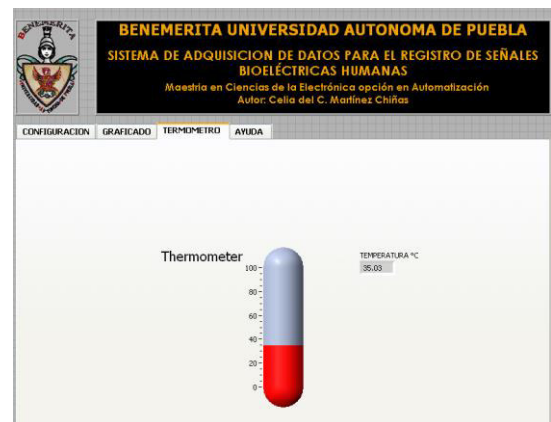 BENEMERITA
BENEMERITA UNIVERSIDAD AUTONOMA DE PUEBLA
SISTEMA DE ADQUISICION DE DATOS PARA EL REGISTRO DE SEÑALES
BIOELÉCTRICAS HUMANAS
Maestria en Ciencias de la Electrónica opción en Automatización
Autor: Celia del C. Martínez Chiñas
CONFIGURACION GRAFICADO TERMOMETRO AYUDA
Thermometer
TEMPERATURA °C
35.03
100
80
60
40
20
0